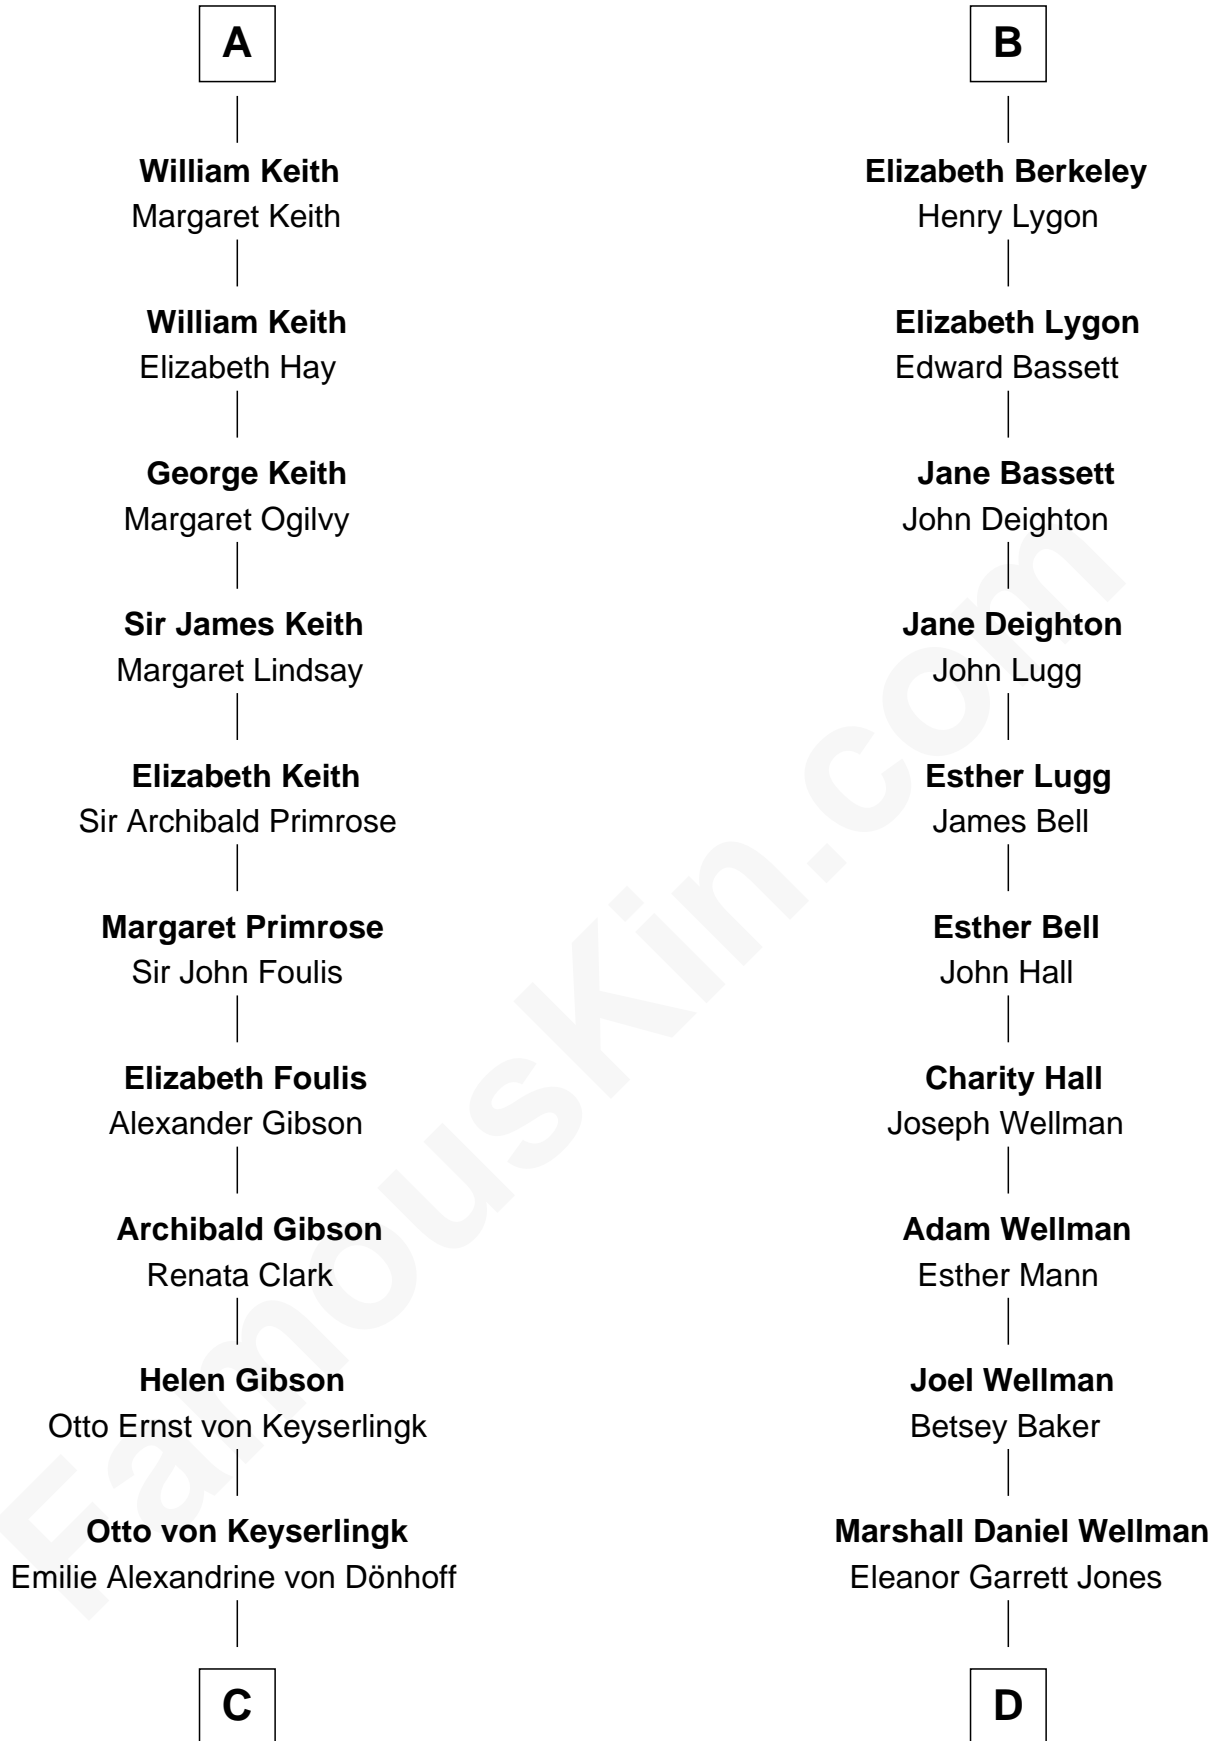 A
William Keith
Margaret Keith
William Keith
Elizabeth Hay
George Keith
Margaret Ogilvy
Sir James Keith
Margaret Lindsay
Elizabeth Keith
Sir Archibald Primrose
Margaret Primrose
Sir John Foulis
Elizabeth Foulis
Alexander Gibson
Archibald Gibson
Renata Clark
Helen Gibson
Otto Ernst von Keyserlingk
Otto von Keyserlingk
Emilie Alexandrine von Dönhoff
C
B
Elizabeth Berkeley
Henry Lygon
Elizabeth Lygon
Edward Bassett
Jane Bassett
John Deighton
Jane Deighton
John Lugg
Esther Lugg
James Bell
Esther Bell
John Hall
Charity Hall
Joseph Wellman
Adam Wellman
Esther Mann
Joel Wellman
Betsey Baker
Marshall Daniel Wellman
Eleanor Garrett Jones
D
FamousKin.com